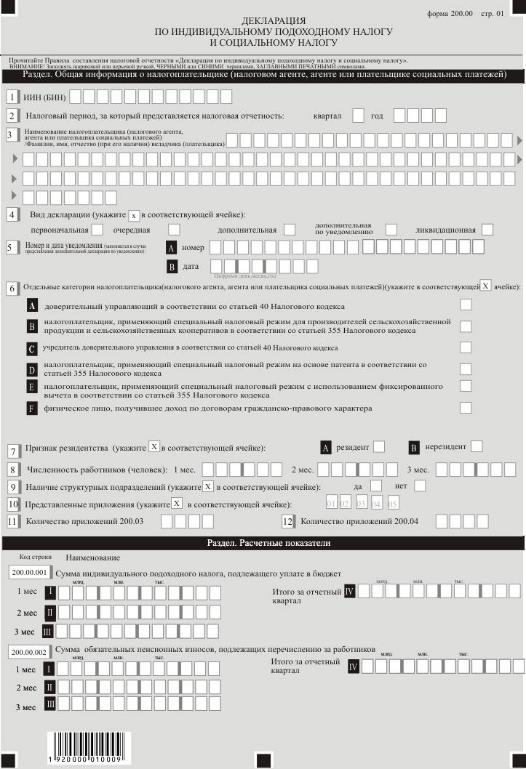 форма 200.00 стр. 01
ДЕКЛАРАЦИЯ
ПО ИНДИВИДУАЛЬНОМУ ПОДОХОДНОМУ НАЛОГУ
И СОЦИАЛЬНОМУ НАЛОГУ
Прочитайте Правила составления налоговой отчетности «Декларация по индивидуальному подоходному налогу и социальному налогу».
ВНИМАНИЕ! Заполнять шариковой или перьевой ручкой, ЧЕРНЫМИ или СИНИМИ чернилами, ЗАГЛАВНЫМИ ПЕЧАТНЫМИ символами.
Раздел. Общая информация о налогоплательщике (налоговом агенте, агенте или плательщике социальных платежей)
1 ИИН (БИН)
2 Налоговый период, за который представляется налоговая отчетность: квартал год
3 Наименование налогоплательщика (налогового агента,
агента или плательщика социальных платежей)
/Фамилия, имя, отчество (при его наличии) вкладчика (плательщика)
4 Вид декларации (укажите x в соответствующей ячейке):
первоначальная очередная дополнительная дополнительная по уведомлению ликвидационная
5 Номер и дата уведомления A номер
B дата
6 Отдельные категории налогоплательщика(налогового агента, агента или плательщика социальных платежей)(укажите в соответствующей X ячейке):
A доверительный управляющий в соответствии со статьей 40 Налогового кодекса
B налогоплательщик, применяющий специальный налоговый режим для производителей сельскохозяйственной
продукции и сельскохозяйственных кооперативов в соответствии со статьей 355 Налогового кодекса
C учредитель доверительного управления в соответствии со статьей 40 Налогового кодекса
D налогоплательщик, применяющий специальный налоговый режим на основе патента в соответствии со
статьей 355 Налогового кодекса
E налогоплательщик, применяющий специальный налоговый режим с использованием фиксированного
вычета в соответствии со статьей 355 Налогового кодекса
F физическое лицо, получившее доход по договорам гражданско-правового характера
7 Признак резидентства (укажите X в соответствующей ячейке): A резидент B нерезидент
8 Численность работников (человек): 1 мес. 2 мес. 3 мес.
9 Наличие структурных подразделений (укажите X в соответствующей ячейке): да нет
10 Представленные приложения (укажите X в соответствующей ячейке): 01 02 03 04 05
11 Количество приложений 200.03 12 Количество приложений 200.04
Раздел. Расчетные показатели
Код строки Наименование
200.00.001 Сумма индивидуального подоходного налога, подлежащего уплате в бюджет
млрд. млн. тыс.
1 мес I Итого за отчетный квартал IV млрд. млн. тыс.
2 мес II
3 мес III
200.00.002 Сумма обязательных пенсионных взносов, подлежащих перечислению за работников
млрд. млн. тыс.
1 мес I Итого за отчетный квартал IV млрд. млн. тыс.
2 мес II
3 мес III
1 920000 010009